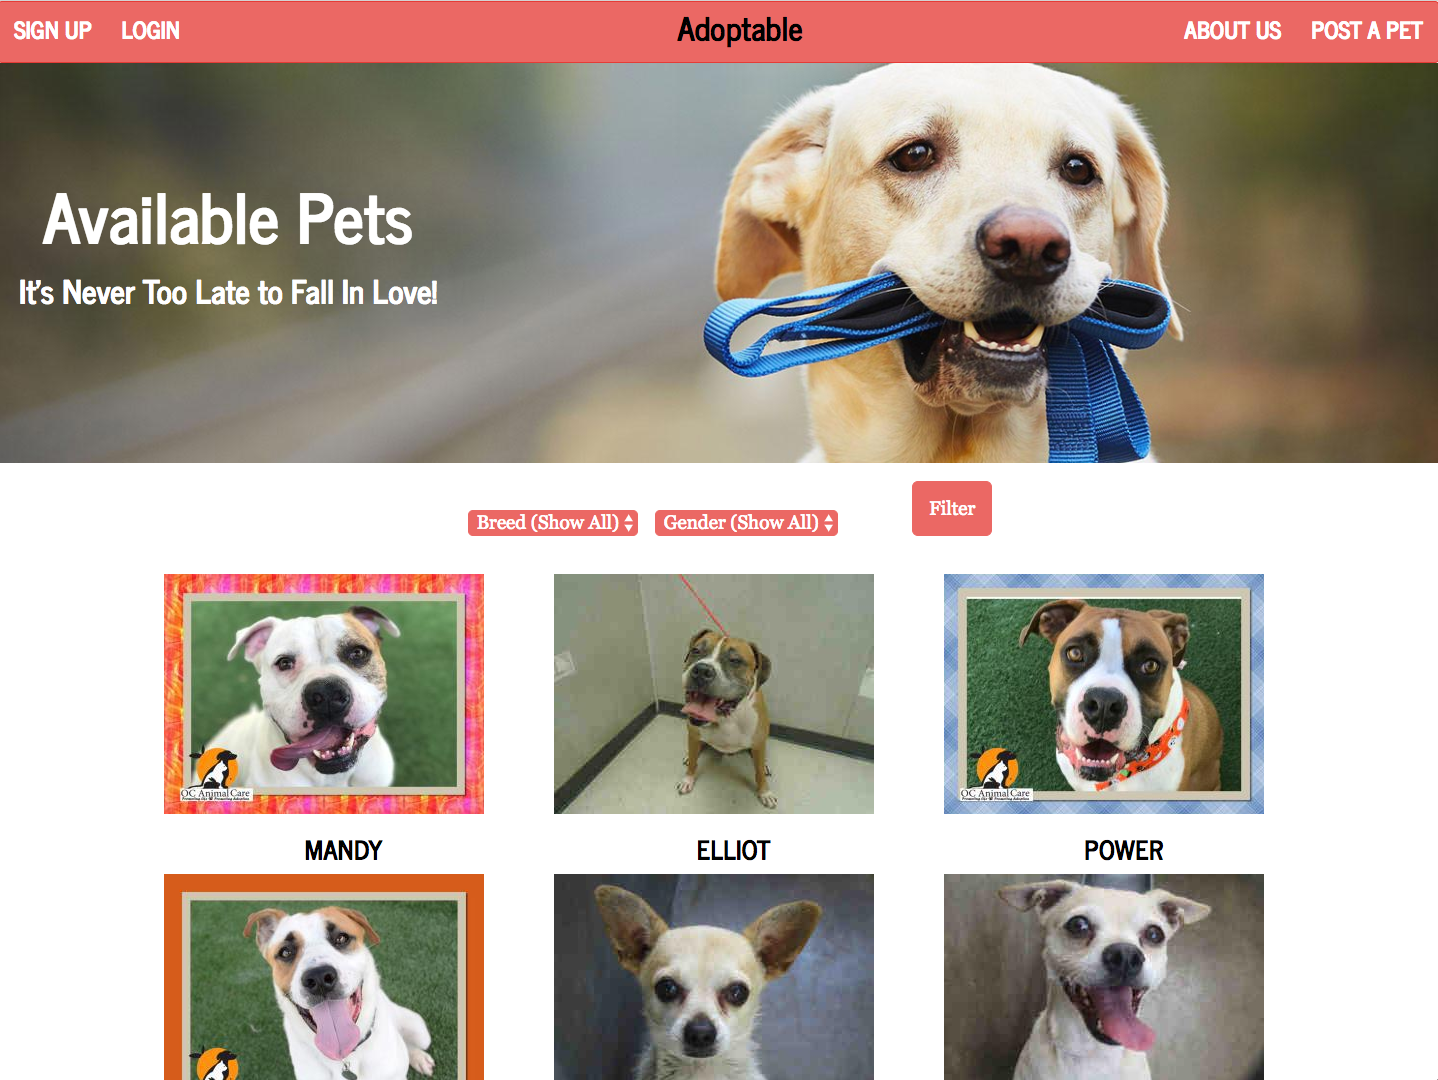 SIGN UP LOGIN Adoptable ABOUT US POST A PET
Available Pets
It's Never Too Late to Fall In Love!
Breed (Show All) Gender (Show All) Filter
OC Animal Care
OC Animal Care
MANDY ELLIOT POWER